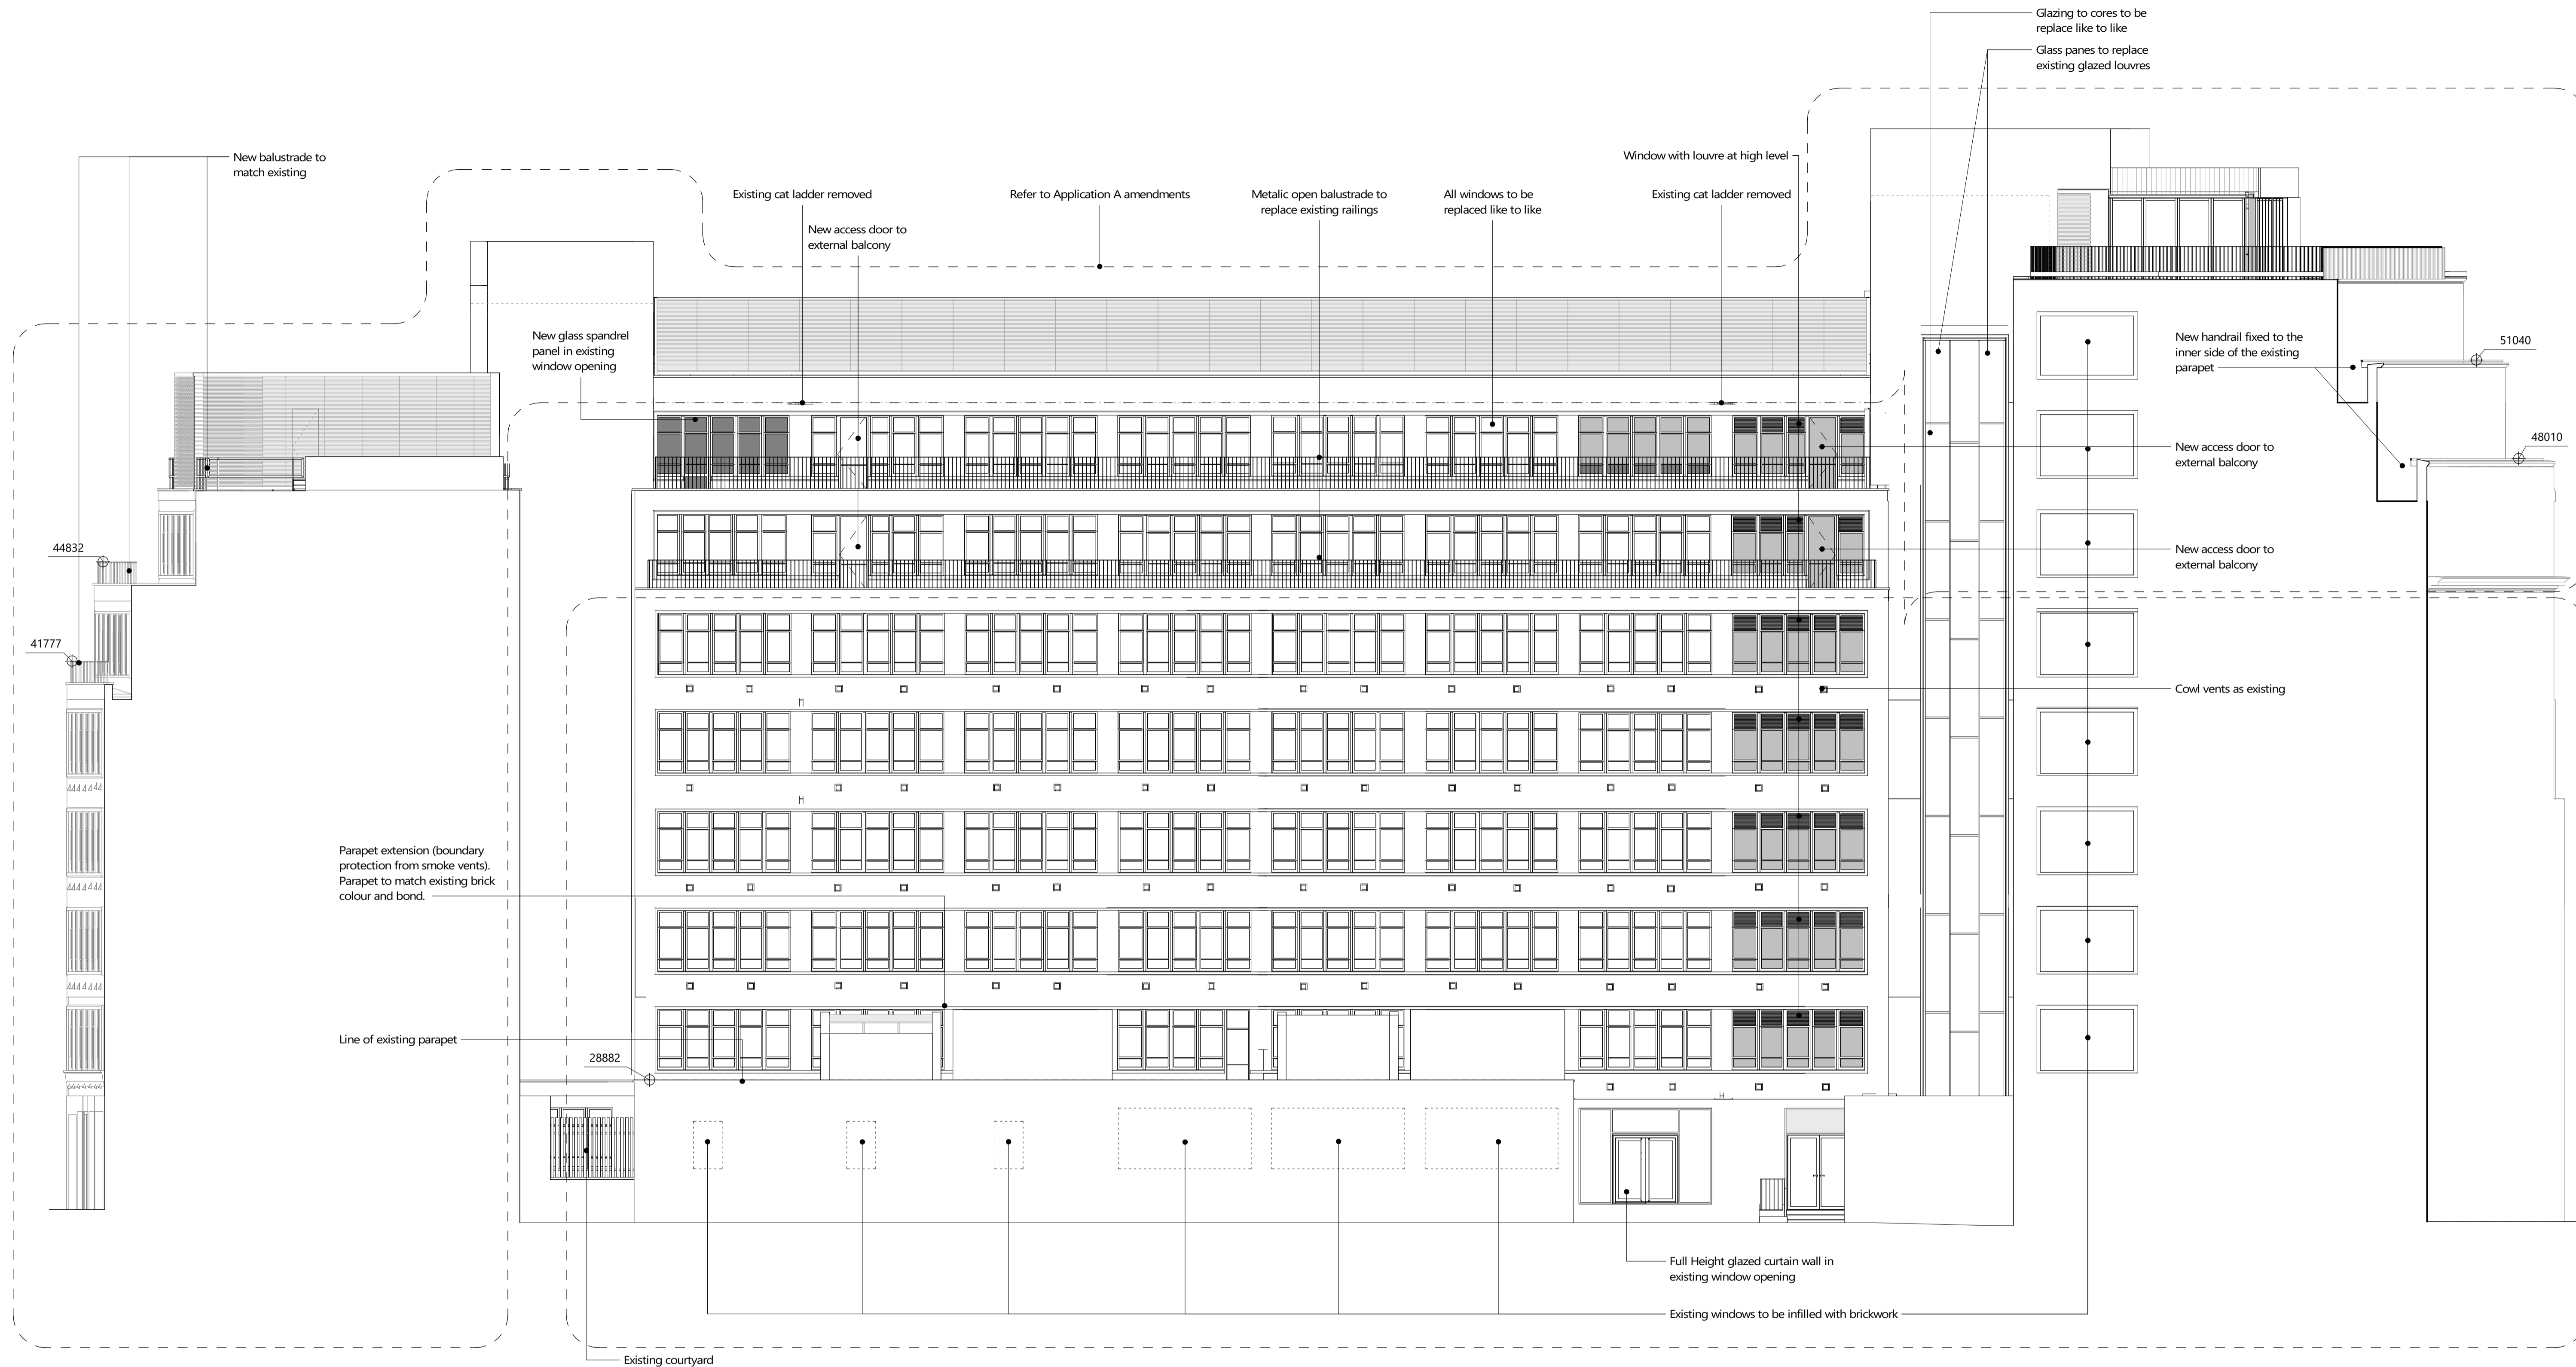 Glazing to cores to be
replace like to like
Glass panes to replace
existing glazed louvres
New balustrade to
match existing
Window with louvre at high level
Existing cat ladder removed
Refer to Application A amendments
Metalic open balustrade to
replace existing railings
All windows to be
replaced like to like
Existing cat ladder removed
New access door to
external balcony
New glass spandrel
panel in existing
window opening
New handrail fixed to the
inner side of the existing
parapet
51040
48010
New access door to
external balcony
44832
New access door to
external balcony
41777
Cowl vents as existing
Parapet extension (boundary
protection from smoke vents).
Parapet to match existing brick
colour and bond.
Line of existing parapet
28882
Full Height glazed curtain wall in
existing window opening
Existing windows to be infilled with brickwork
Existing courtyard